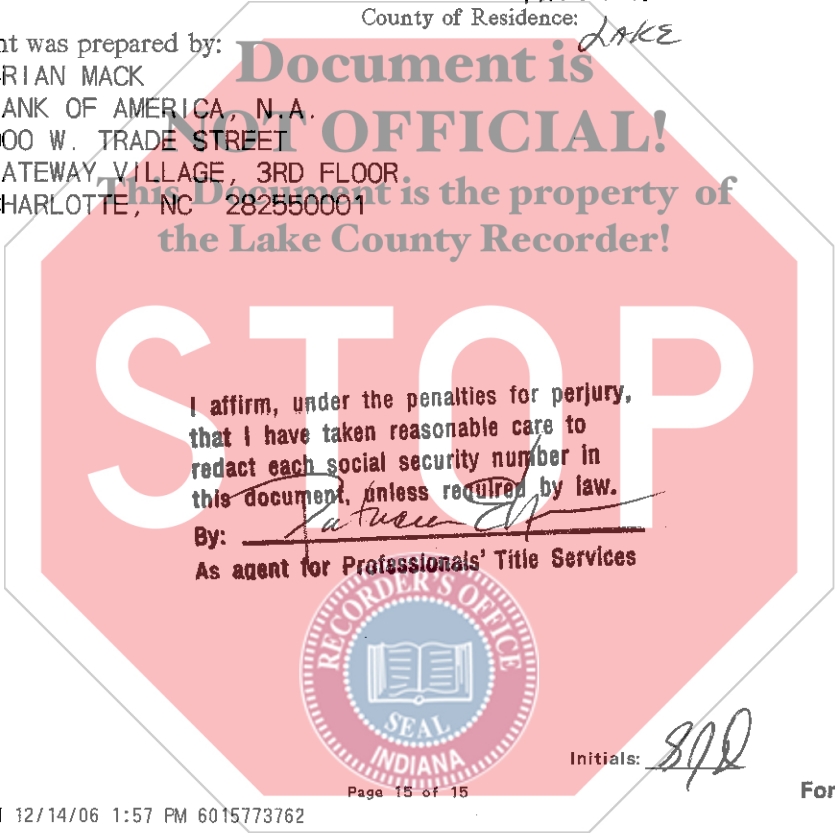 County of Residence: LAKE
nt was prepared by:
RIAN MACK
ANK OF AMERICA, N.A.
00 W. TRADE STREET
ATEWAY VILLAGE, 3RD FLOOR
HARLOTTE, NC 282550001
Document is
NOT OFFICIAL!
This Document is the property of
the Lake County Recorder!
STOP
I affirm, under the penalties for perjury,
that I have taken reasonable care to
redact each social security number in
this document, unless required by law.
By:
As agent for Professionals' Title Services
RECORDER'S OFFICE
SEAL
INDIANA
Initials: SJD
Page 15 of 15
For
12/14/06 1:57 PM 6015773762